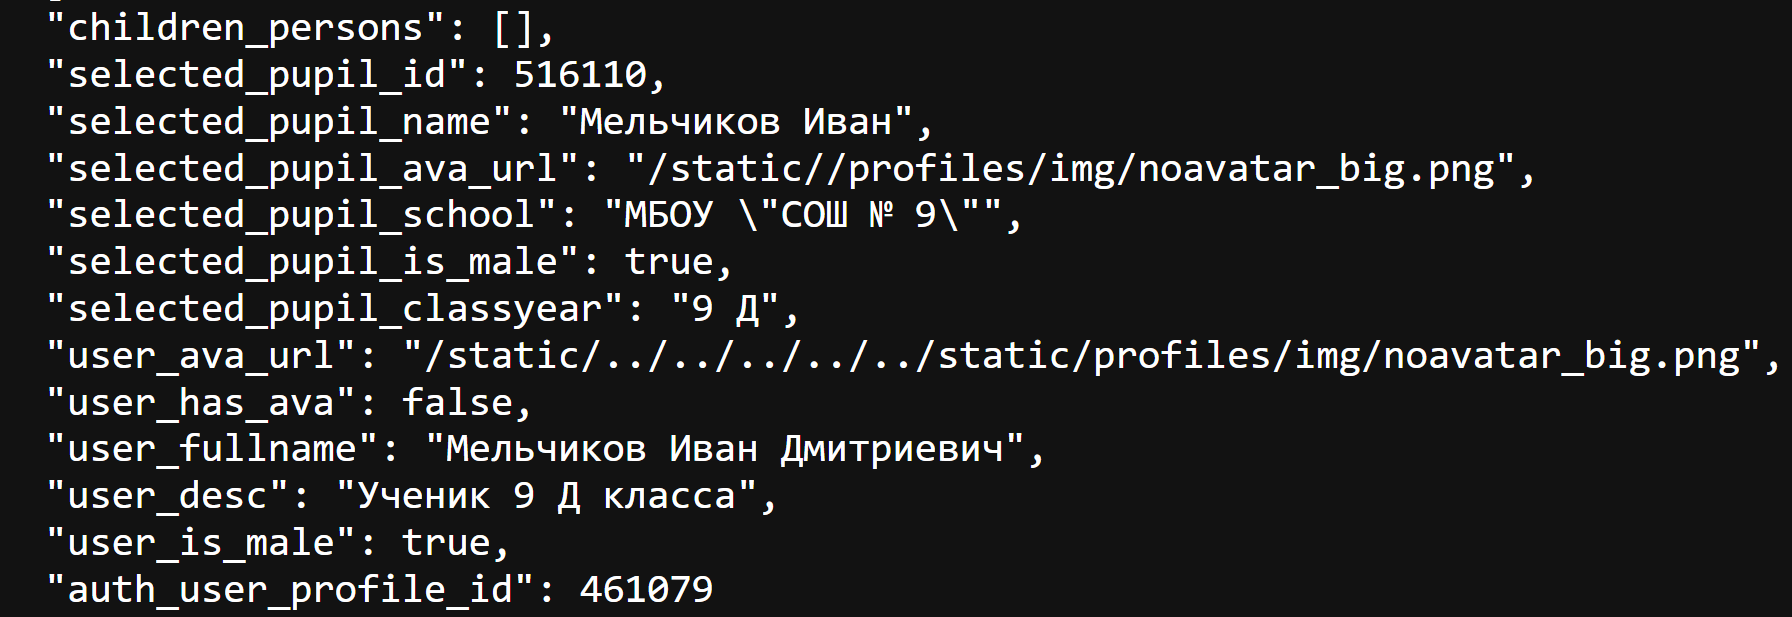 "children_persons": [],
"selected_pupil_id": 516110,
"selected_pupil_name": "Мельчиков Иван",
"selected_pupil_ava_url": "/static//profiles/img/noavatar_big.png",
"selected_pupil_school": "МБОУ \"СОШ № 9\"",
"selected_pupil_is_male": true,
"selected_pupil_classyear": "9 Д",
"user_ava_url": "/static/../../../../../static/profiles/img/noavatar_big.png",
"user_has_ava": false,
"user_fullname": "Мельчиков Иван Дмитриевич",
"user_desc": "Ученик 9 Д класса",
"user_is_male": true,
"auth_user_profile_id": 461079